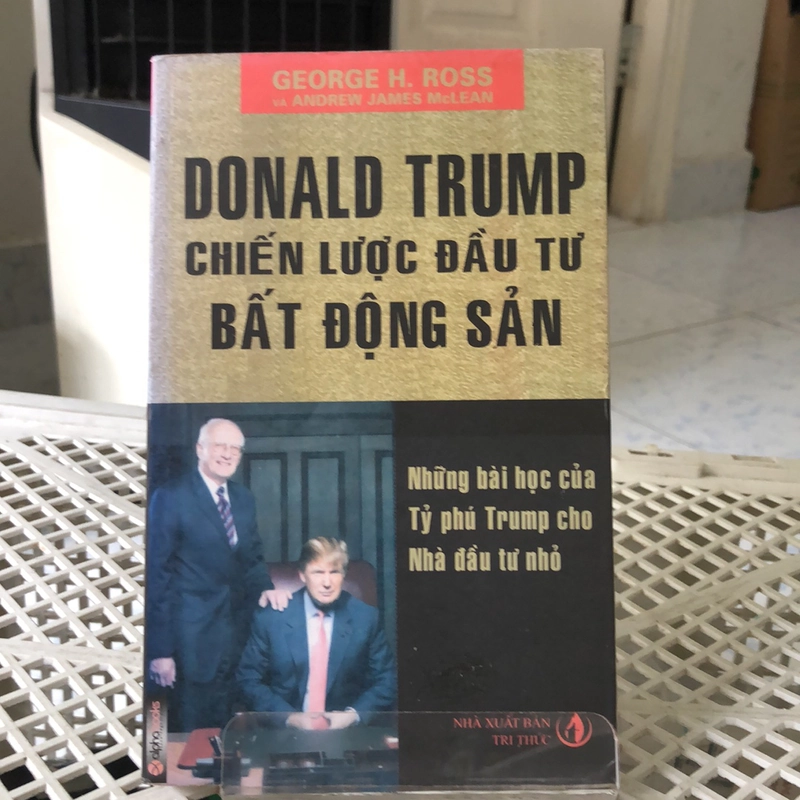 GEORGE H. ROSS
VÀ ANDREW JAMES McLEAN
DONALD TRUMP
CHIẾN LƯỢC ĐẦU TƯ
BẤT ĐỘNG SẢN
Những bài học của
Tỷ phú Trump cho
Nhà đầu tư nhỏ
NHÀ XUẤT BẢN
TRI THỨC
alphabooks